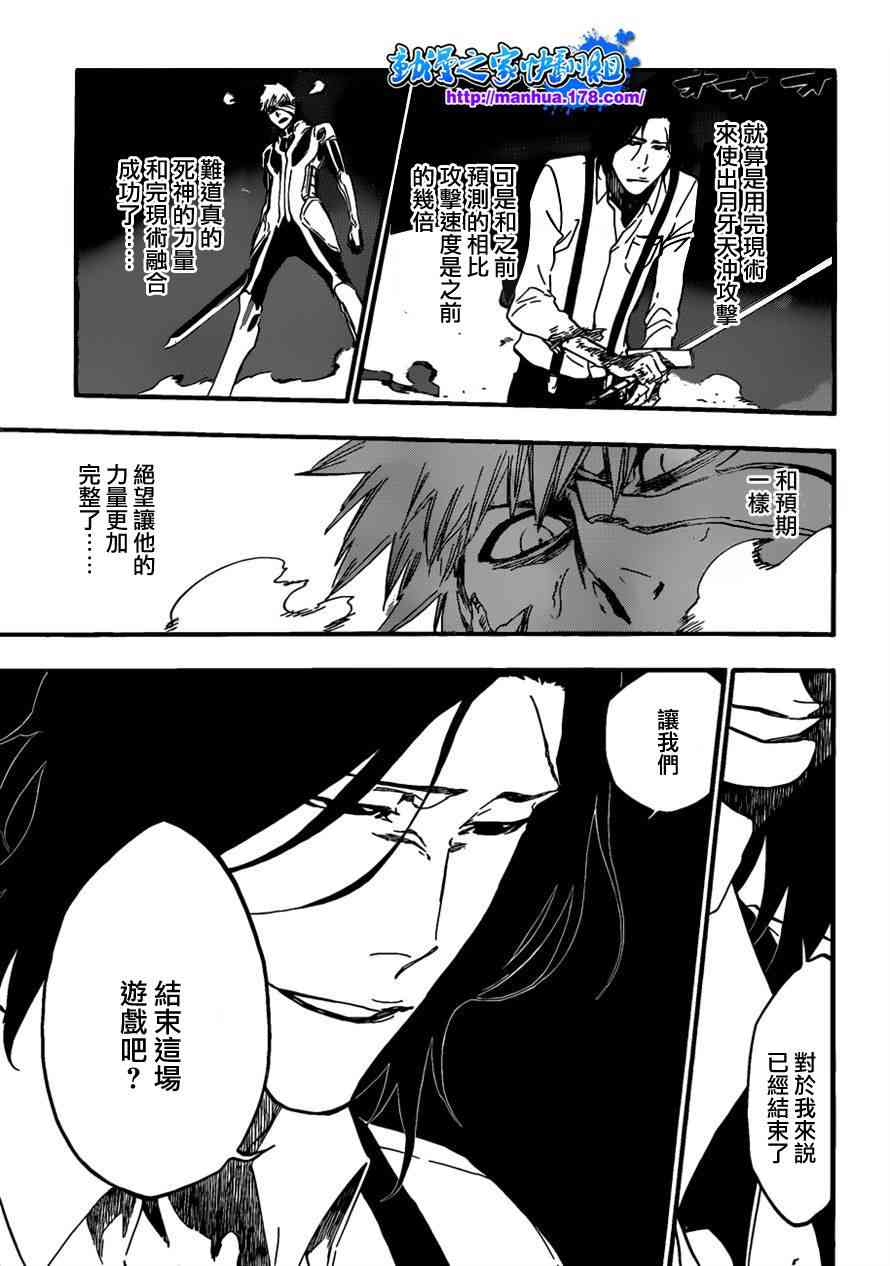 動漫之家快翻組
http://manhua.178.com/
就算是用完現術
來使出月牙天沖攻擊
可是和之前
預測的相比
攻擊速度是之前
的幾倍
難道真的
死神的力量
和完現術融合
成功了……
和預期
一樣
絕望讓他的
力量更加
完整了……
對於我來說
已經結束了
讓我們
結束這場
遊戲吧?